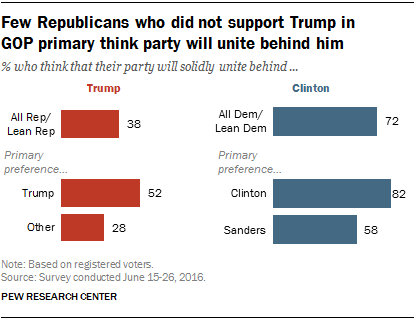 Few Republicans who did not support Trump in
GOP primary think party will unite behind him
% who think that their party will solidly unite behind ...
Trump
All Rep/
Lean Rep
38
Primary
preference...
Trump
52
Other
28
Clinton
All Dem/
Lean Dem
72
Primary
preference...
Clinton
82
Sanders
58
Note: Based on registered voters.
Source: Survey conducted June 15-26, 2016.
PEW RESEARCH CENTER